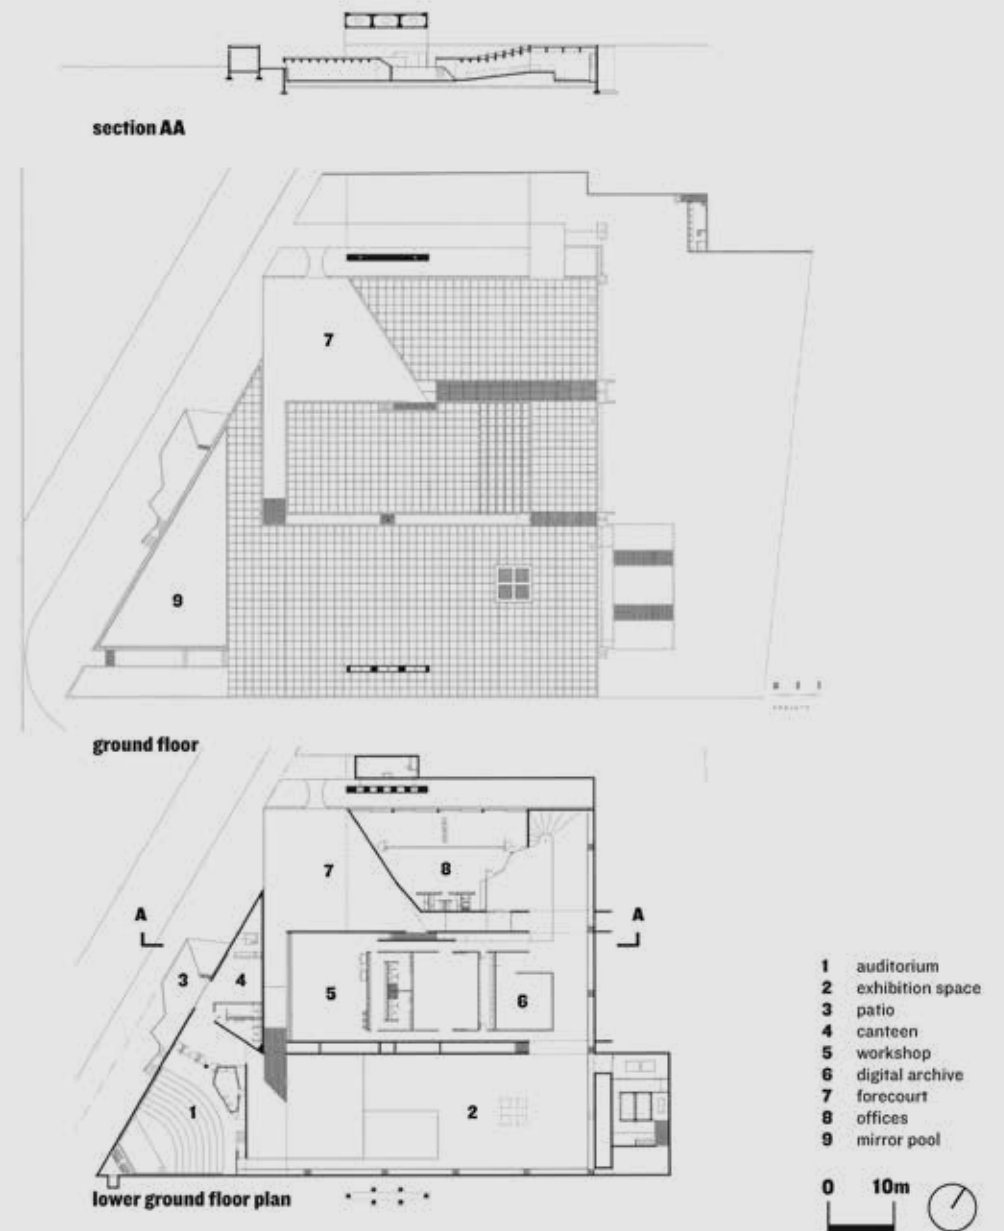 section AA
7
9
ground floor
7
8
A
A
3
4
5
6
1
2
lower ground floor plan
1 auditorium
2 exhibition space
3 patio
4 canteen
5 workshop
6 digital archive
7 forecourt
8 offices
9 mirror pool
0 10m